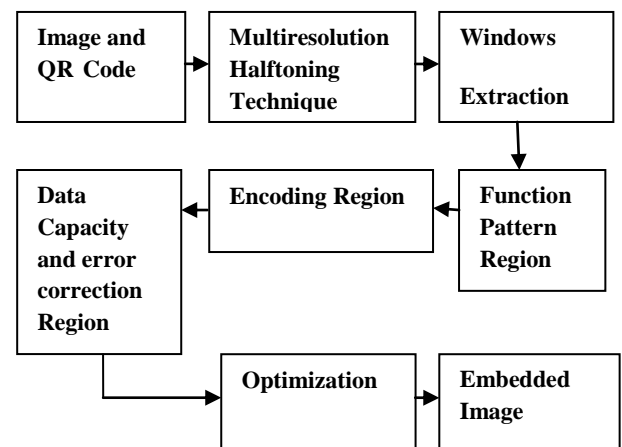 Image and
QR Code
Multiresolution
Halftoning
Technique
Windows
Extraction
Function
Pattern
Region
Encoding Region
Data
Capacity
and error
correction
Region
Optimization
Embedded
Image